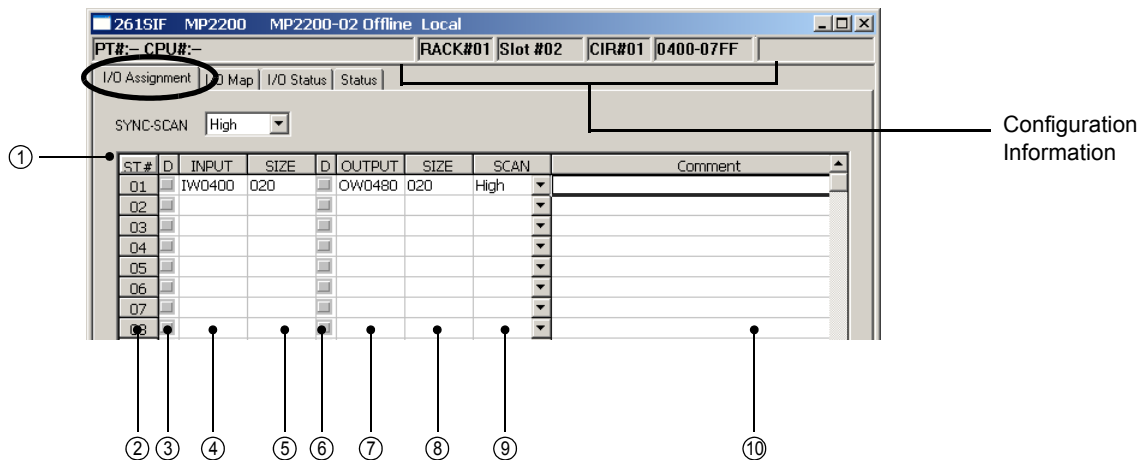 261SIF MP2200 MP2200-02 Offline Local
PT#:– CPU#:– RACK#01 Slot #02 CIR#01 0400-07FF
I/O Assignment I/O Map I/O Status Status
Configuration
Information
SYNC-SCAN High
①
ST# D INPUT SIZE D OUTPUT SIZE SCAN Comment
01 IW0400 020 OW0480 020 High
02
03
04
05
06
07
08
② ③ ④ ⑤ ⑥ ⑦ ⑧ ⑨ ⑩